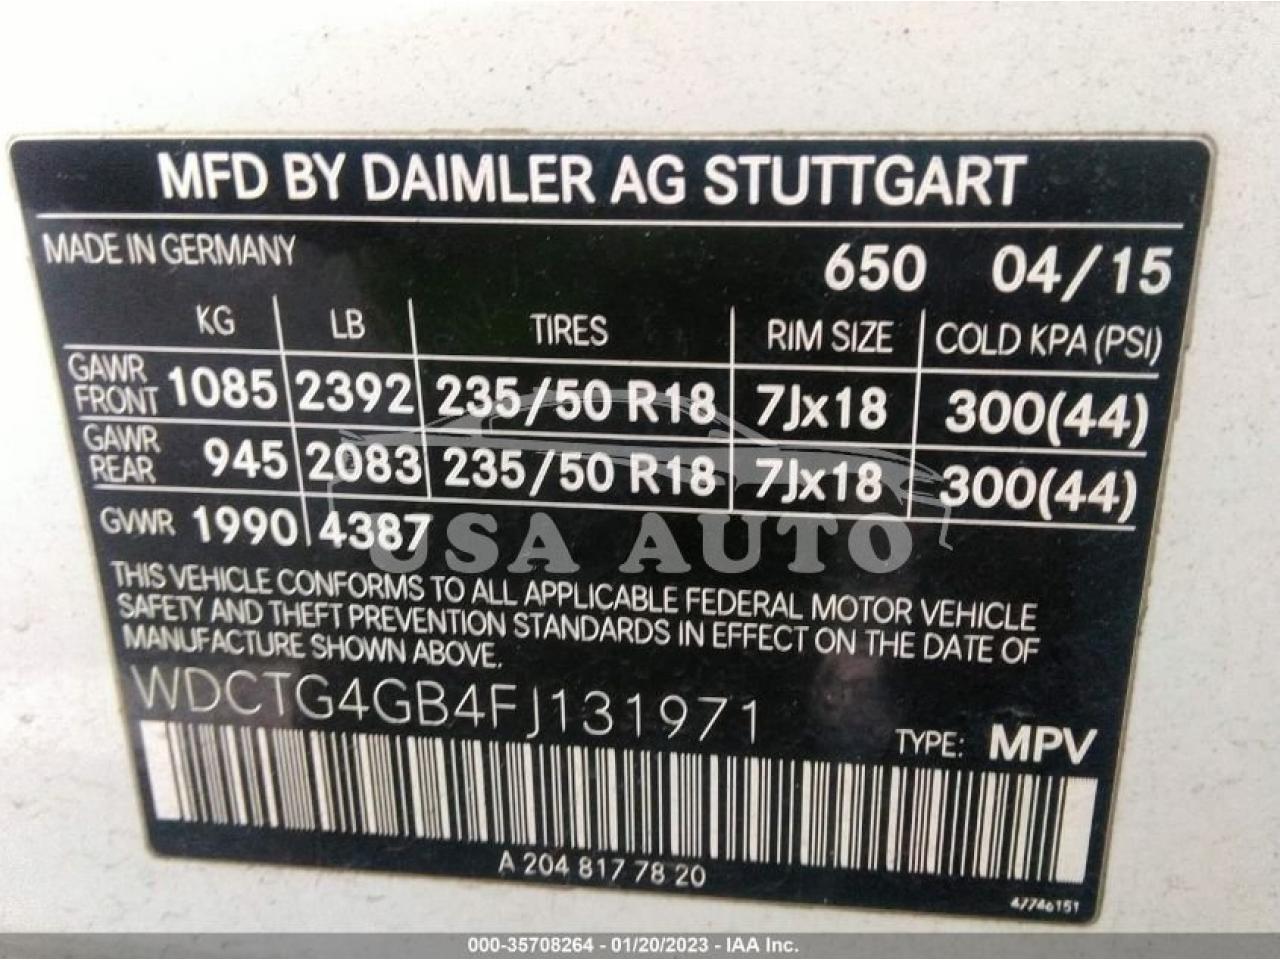 MFD BY DAIMLER AG STUTTGART
MADE IN GERMANY 650 04/15
KG LB TIRES RIM SIZE COLD KPA (PSI)
GAWR FRONT 1085 2392 235/50 R18 7Jx18 300(44)
GAWR REAR 945 2083 235/50 R18 7Jx18 300(44)
GVWR 1990 4387
USA AUTO
THIS VEHICLE CONFORMS TO ALL APPLICABLE FEDERAL MOTOR VEHICLE
SAFETY AND THEFT PREVENTION STANDARDS IN EFFECT ON THE DATE OF
MANUFACTURE SHOWN ABOVE.
WDCTG4GB4FJ131971
TYPE: MPV
A 204 817 78 20
47746151
000-35708264 - 01/20/2023 - IAA Inc.